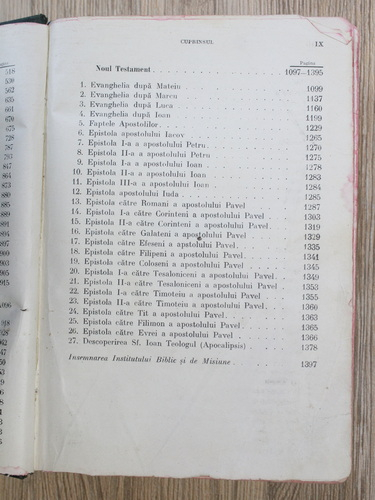 CUPRINSUL IX
Pagina
Noul Testament 1097—1395
1. Evanghelia după Mateiu 1099
2. Evanghelia după Marcu 1137
3. Evanghelia după Luca 1160
4. Evanghelia după Ioan 1199
5. Faptele Apostolilor 1229
6. Epistola apostolului Iacov 1265
7. Epistola I-a a apostolului Petru 1270
8. Epistola II-a a apostolului Petru 1275
9. Epistola I-a a apostolului Ioan 1278
10. Epistola II-a a apostolului Ioan 1283
11. Epistola III-a a apostolului Ioan 1284
12. Epistola apostolului Iuda 1285
13. Epistola către Romani a apostolului Pavel 1287
14. Epistola I-a către Corinteni a apostolului Pavel 1303
15. Epistola II-a către Corinteni a apostolului Pavel 1319
16. Epistola către Galateni a apostolului Pavel 1329
17. Epistola către Efeseni a apostolului Pavel 1335
18. Epistola către Filipeni a apostolului Pavel 1341
19. Epistola către Coloseni a apostolului Pavel 1345
20. Epistola I-a către Tesaloniceni a apostolului Pavel 1349
21. Epistola II-a către Tesaloniceni a apostolului Pavel 1353
22. Epistola I-a către Timoteiu a apostolului Pavel 1355
23. Epistola II-a către Timoteiu a apostolului Pavel 1360
24. Epistola către Tit a apostolului Pavel 1363
25. Epistola către Filimon a apostolului Pavel 1365
26. Epistola către Evrei a apostolului Pavel 1366
27. Descoperirea Sf. Ioan Teologul (Apocalipsis) 1378
Insemnarea Institutului Biblic și de Misiune 1397